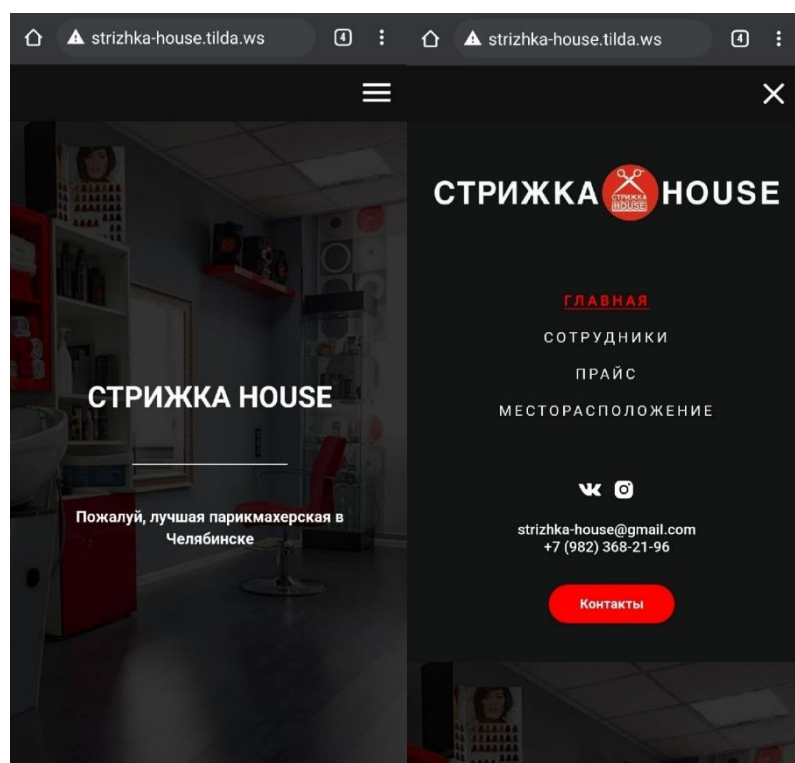 strizhka-house.tilda.ws
4
СТРИЖКА HOUSE
Пожалуй, лучшая парикмахерская в
Челябинске
strizhka-house.tilda.ws
4
СТРИЖКА HOUSE
СТРИЖКА
HOUSE
ГЛАВНАЯ
СОТРУДНИКИ
ПРАЙС
МЕСТОРАСПОЛОЖЕНИЕ
strizhka-house@gmail.com
+7 (982) 368-21-96
Контакты